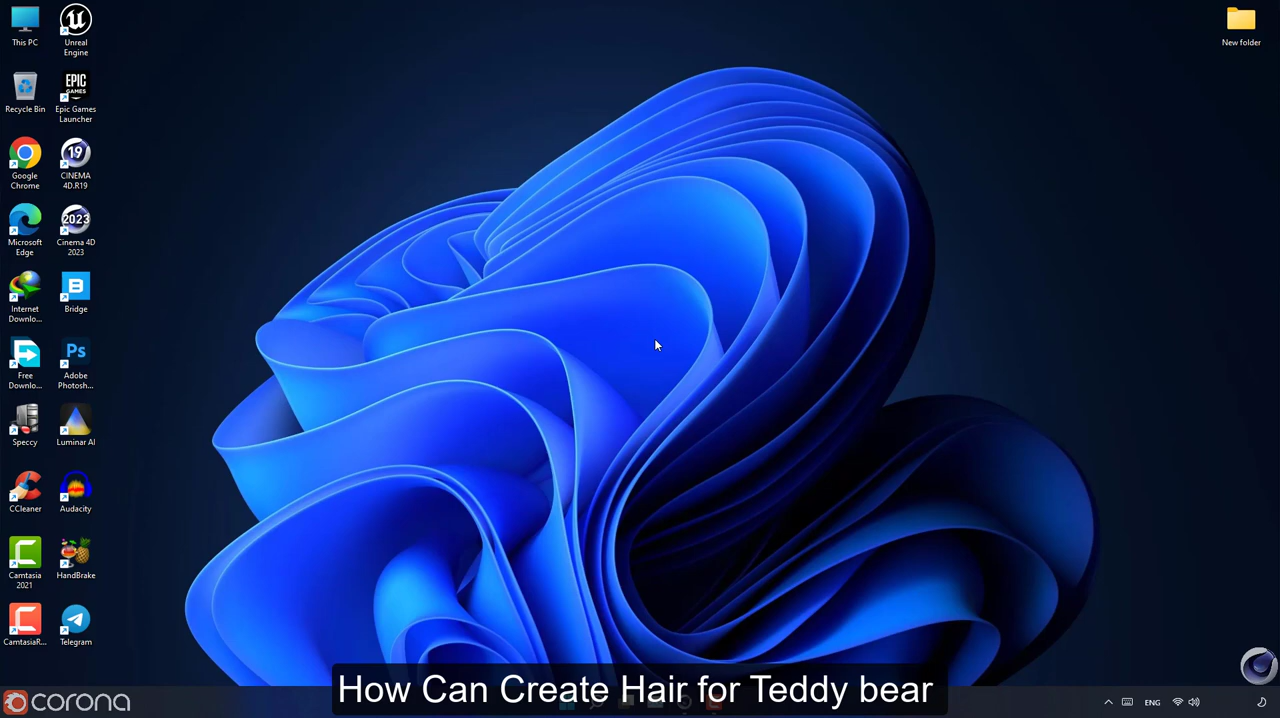 This PC
Unreal
Engine
New folder
Recycle Bin
EPIC
GAMES
Epic Games
Launcher
Google
Chrome
19
CINEMA
4D.R19
Microsoft
Edge
2023
Cinema 4D
2023
Internet
Downlo...
B
Bridge
Free
Downlo...
Ps
Adobe
Photosh...
Speccy
Luminar AI
CCleaner
Audacity
Camtasia
2021
HandBrake
CamtasiaR...
Telegram
How Can Create Hair for Teddy bear
corona
ENG